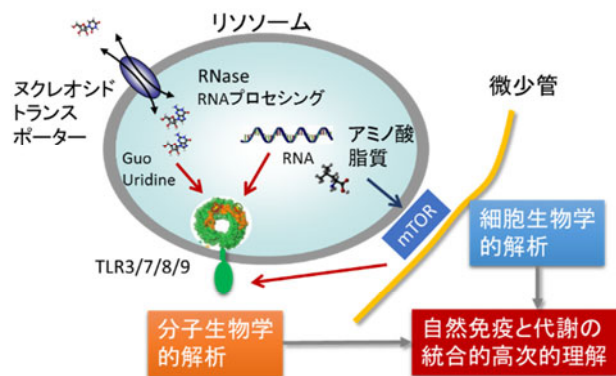 リソソーム
ヌクレオシド
トランス
ポーター
RNase
RNAプロセシング
Guo
Uridine
RNA
アミノ酸
脂質
微少管
mTOR
TLR3/7/8/9
細胞生物学
的解析
分子生物学
的解析
自然免疫と代謝の
統合的高次的理解